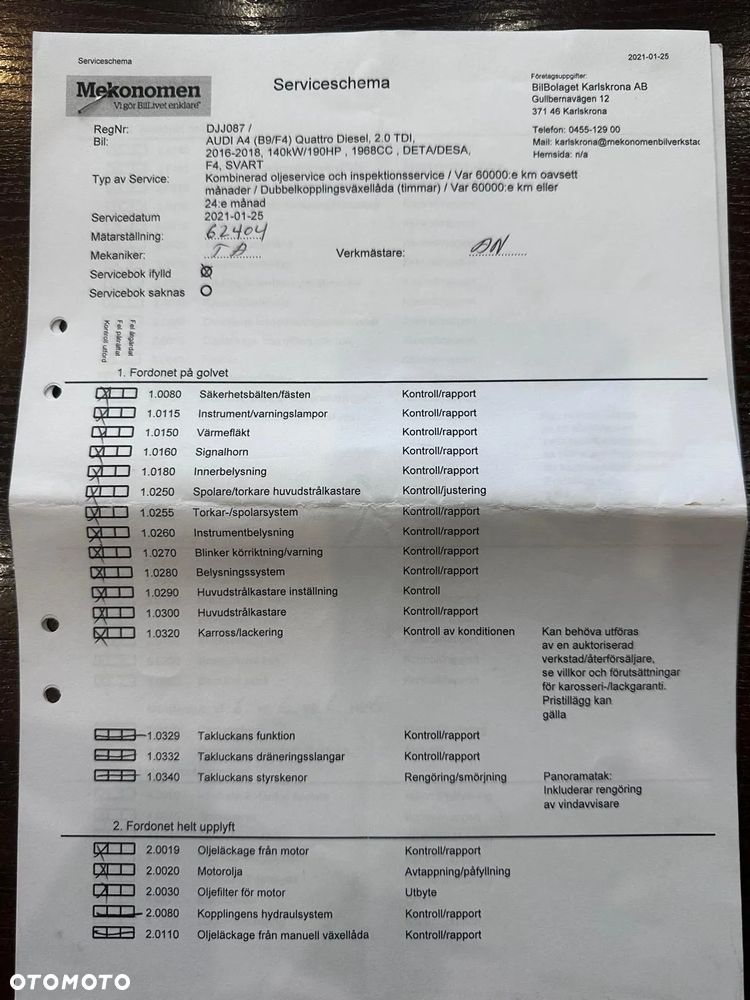 Serviceschema
2021-01-25
Mekonomen
Vi gör BilLivet enklare
Serviceschema
Företagsuppgifter:
BilBolaget Karlskrona AB
Gullbernavägen 12
371 46 Karlskrona
Telefon: 0455-129 00
Mail: karlskrona@mekonomenbilverkstad
Hemsida: n/a
RegNr: DJJ087 /
Bil: AUDI A4 (B9/F4) Quattro Diesel, 2.0 TDI,
2016-2018, 140kW/190HP , 1968CC , DETA/DESA,
F4, SVART
Typ av Service: Kombinerad oljeservice och inspektionsservice / Var 60000:e km oavsett
månader / Dubbelkopplingsväxellåda (timmar) / Var 60000:e km eller
24:e månad
Servicedatum 2021-01-25
Mätarställning: 62404
Mekaniker: TA Verkmästare: AN
Servicebok ifylld
Servicebok saknas
Kontroll utförd
Fel påträffat
Fel åtgärdat
1. Fordonet på golvet
1.0080 Säkerhetsbälten/fästen Kontroll/rapport
1.0115 Instrument/varningslampor Kontroll/rapport
1.0150 Värmefläkt Kontroll/rapport
1.0160 Signalhorn Kontroll/rapport
1.0180 Innerbelysning Kontroll/rapport
1.0250 Spolare/torkare huvudstrålkastare Kontroll/justering
1.0255 Torkar-/spolarsystem Kontroll/rapport
1.0260 Instrumentbelysning Kontroll/rapport
1.0270 Blinker körriktning/varning Kontroll/rapport
1.0280 Belysningssystem Kontroll/rapport
1.0290 Huvudstrålkastare inställning Kontroll
1.0300 Huvudstrålkastare Kontroll/rapport
1.0320 Karross/lackering Kontroll av konditionen Kan behöva utföras
av en auktoriserad
verkstad/återförsäljare,
se villkor och förutsättningar
för karosseri-/lackgaranti.
Pristillägg kan
gälla
1.0329 Takluckans funktion Kontroll/rapport
1.0332 Takluckans dräneringsslangar Kontroll/rapport
1.0340 Takluckans styrskenor Rengöring/smörjning Panoramatak:
Inkluderar rengöring
av vindavvisare
2. Fordonet helt upplyft
2.0019 Oljeläckage från motor Kontroll/rapport
2.0020 Motorolja Avtappning/påfyllning
2.0030 Oljefilter för motor Utbyte
2.0080 Kopplingens hydraulsystem Kontroll/rapport
2.0110 Oljeläckage från manuell växellåda Kontroll/rapport
OTOMOTO